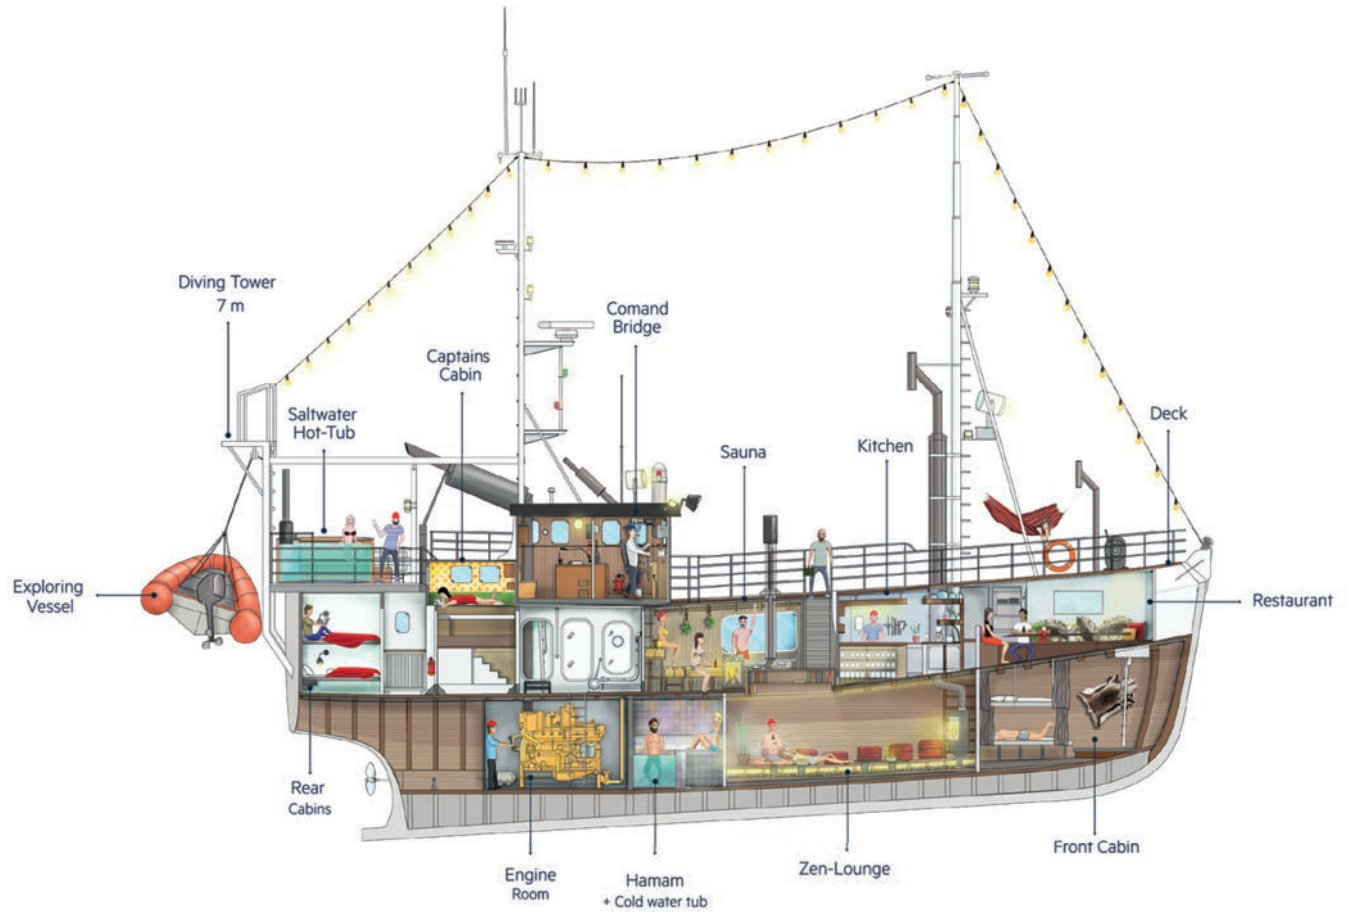 Diving Tower
7 m
Comand
Bridge
Captains
Cabin
Saltwater
Hot-Tub
Deck
Sauna
Kitchen
Exploring
Vessel
Restaurant
Rear
Cabins
Engine
Room
Hamam
+ Cold water tub
Zen-Lounge
Front Cabin